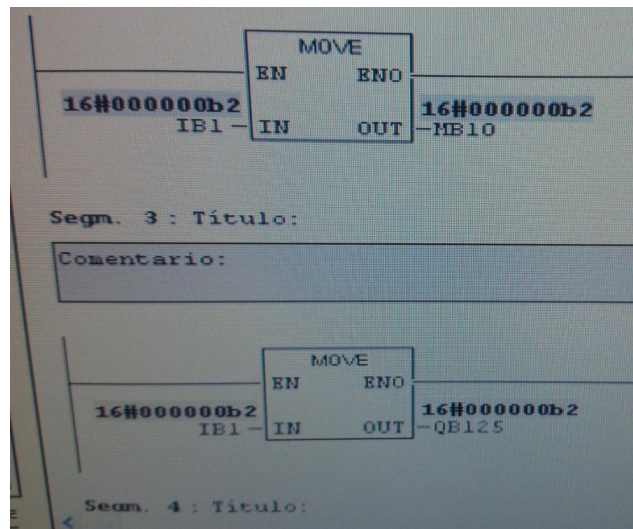 MOVE
EN ENO
16#000000b2 16#000000b2
IB1 IN OUT MB10
Segm. 3 : Título:
Comentario:
MOVE
EN ENO
16#000000b2 16#000000b2
IB1 IN OUT QB125
Segm. 4 : Título:
<